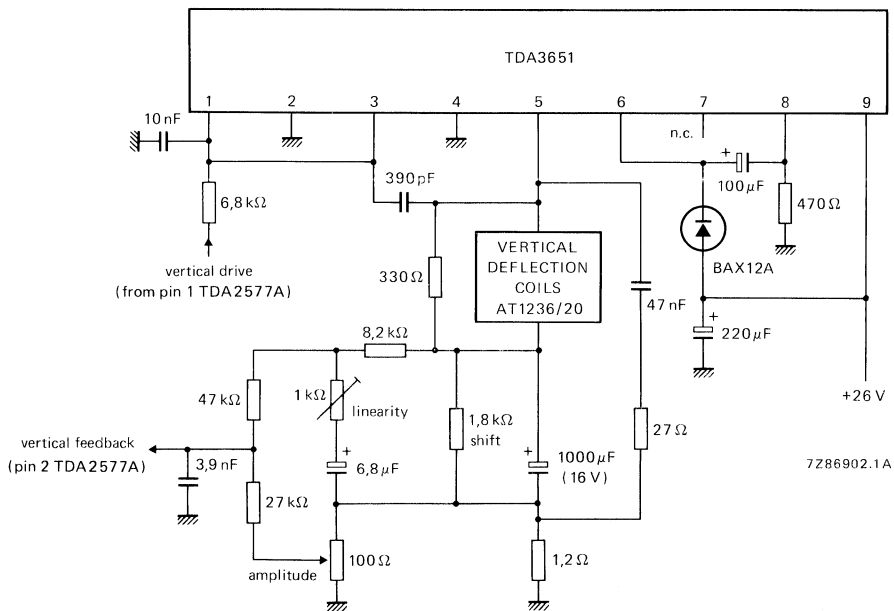 TDA3651
1 2 3 4 5 6 7 8 9
10 nF
n.c.
+
100 µF
390 pF
6,8 kΩ
470 Ω
vertical drive
(from pin 1 TDA2577A)
VERTICAL
DEFLECTION
COILS
AT1236/20
BAX12A
330 Ω
47 nF
+
220 µF
8,2 kΩ
+26 V
47 kΩ
1 kΩ
linearity
1,8 kΩ
shift
27 Ω
vertical feedback
(pin 2 TDA2577A)
3,9 nF
+
6,8 µF
+
1000 µF
(16 V)
7Z86902.1A
27 kΩ
amplitude
100 Ω
1,2 Ω